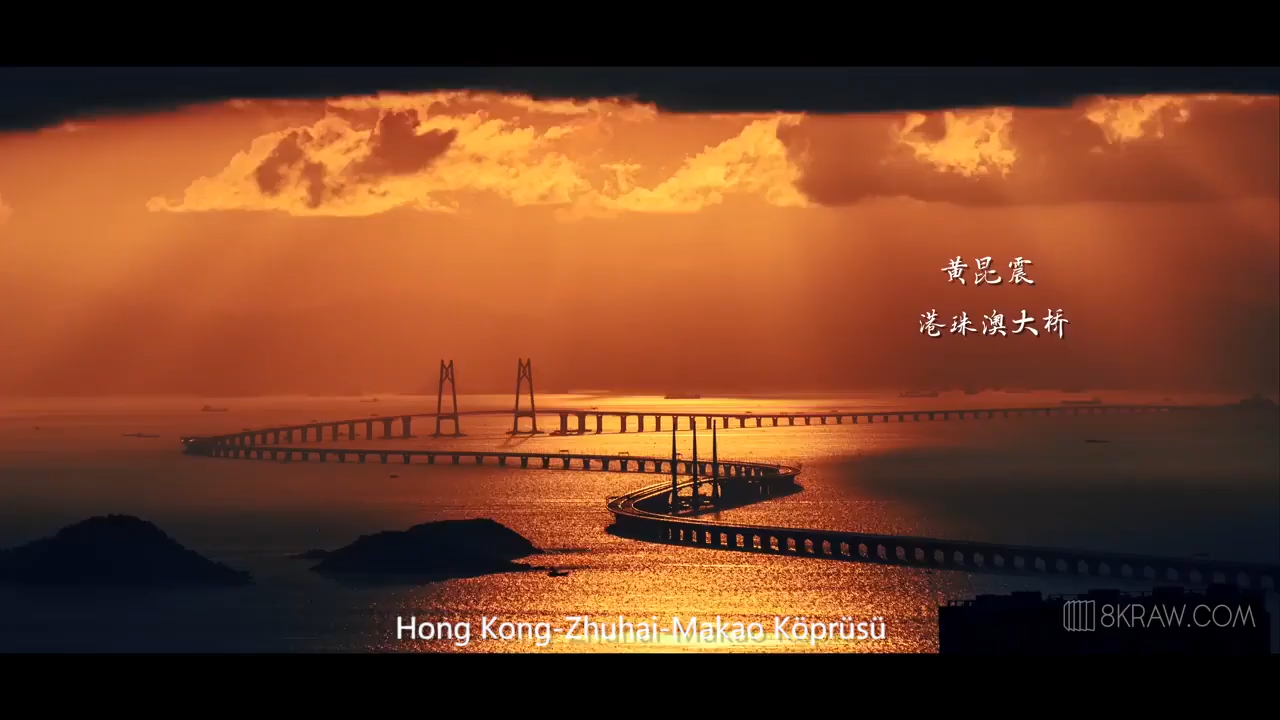 黄昆震
港珠澳大桥
Hong Kong-Zhuhai-Makao Köprüsü
8KRAW.COM